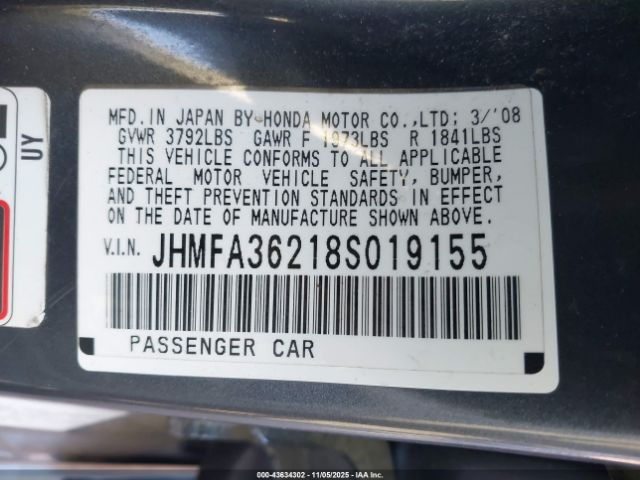 MFD. IN JAPAN BY HONDA MOTOR CO., LTD; 3/'08
GVWR 3792LBS GAWR F 1973LBS R 1841LBS
THIS VEHICLE CONFORMS TO ALL APPLICABLE
FEDERAL MOTOR VEHICLE SAFETY, BUMPER,
AND THEFT PREVENTION STANDARDS IN EFFECT
ON THE DATE OF MANUFACTURE SHOWN ABOVE.
V.I.N. JHMFA36218S019155
PASSENGER CAR
UY
000-43634302 - 11/05/2025 - IAA Inc.